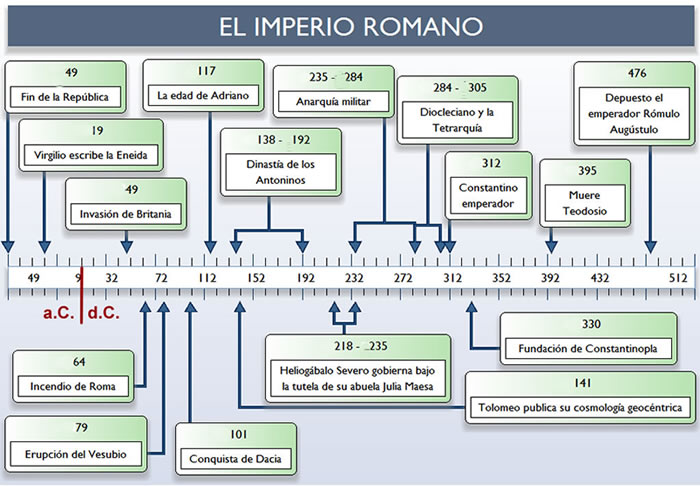 EL IMPERIO ROMANO
49
Fin de la República
117
La edad de Adriano
235 - 284
Anarquía militar
284 - 305
Diocleciano y la
Tetrarquía
476
Depuesto el
emperador Rómulo
Augústulo
19
Virgilio escribe la Eneida
138 - 192
Dinastía de los
Antoninos
312
Constantino
emperador
395
Muere
Teodosio
49
Invasión de Britania
49 9 32 72 112 152 192 232 272 312 352 392 432 512
a.C. d.C.
64
Incendio de Roma
218 - 235
Heliogábalo Severo gobierna bajo
la tutela de su abuela Julia Maesa
330
Fundación de Constantinopla
141
Tolomeo publica su cosmología geocéntrica
79
Erupción del Vesubio
101
Conquista de Dacia